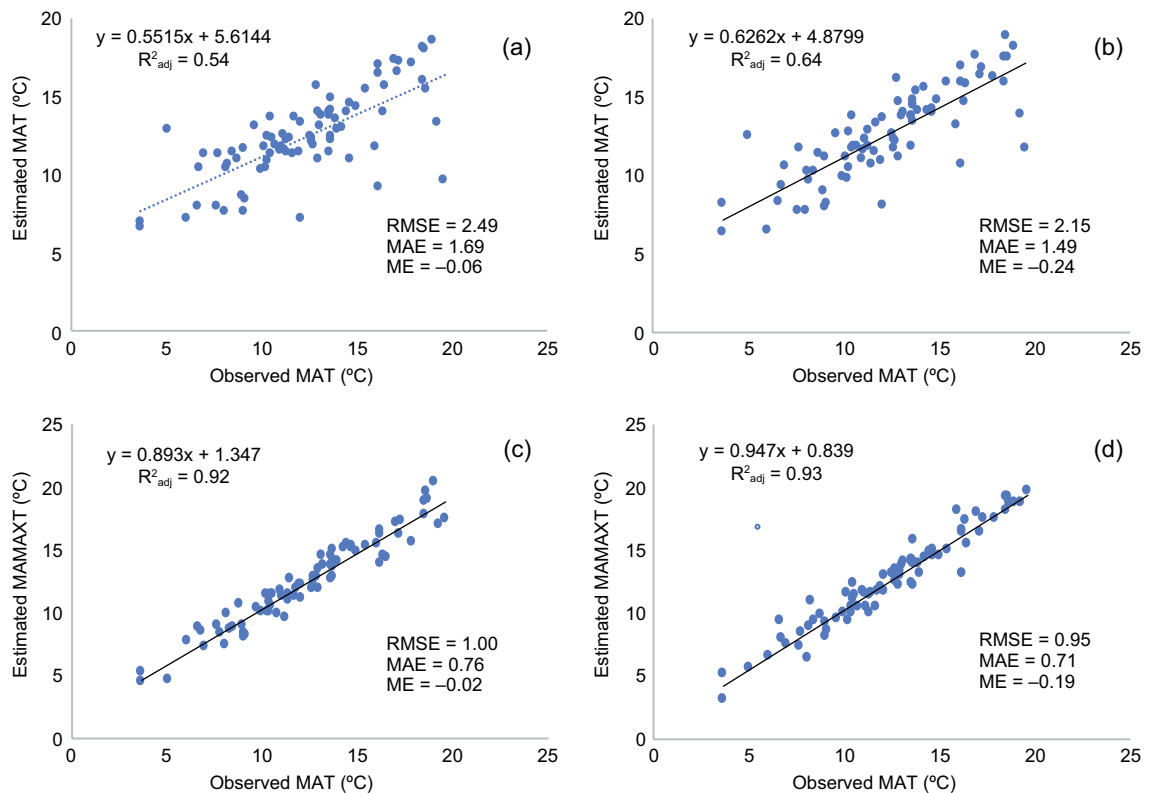 y = 0.5515x + 5.6144
R²adj = 0.54
(a)
RMSE = 2.49
MAE = 1.69
ME = –0.06
Estimated MAT (ºC)
20
15
10
5
0
0 5 10 15 20 25
Observed MAT (ºC)
y = 0.6262x + 4.8799
R²adj = 0.64
(b)
RMSE = 2.15
MAE = 1.49
ME = –0.24
Estimated MAT (ºC)
20
15
10
5
0
0 5 10 15 20 25
Observed MAT (ºC)
y = 0.893x + 1.347
R²adj = 0.92
(c)
RMSE = 1.00
MAE = 0.76
ME = –0.02
Estimated MAMAXT (ºC)
25
20
15
10
5
0
0 5 10 15 20 25
Observed MAT (ºC)
y = 0.947x + 0.839
R²adj = 0.93
(d)
RMSE = 0.95
MAE = 0.71
ME = –0.19
Estimated MAMAXT (ºC)
25
20
15
10
5
0
0 5 10 15 20 25
Observed MAT (ºC)